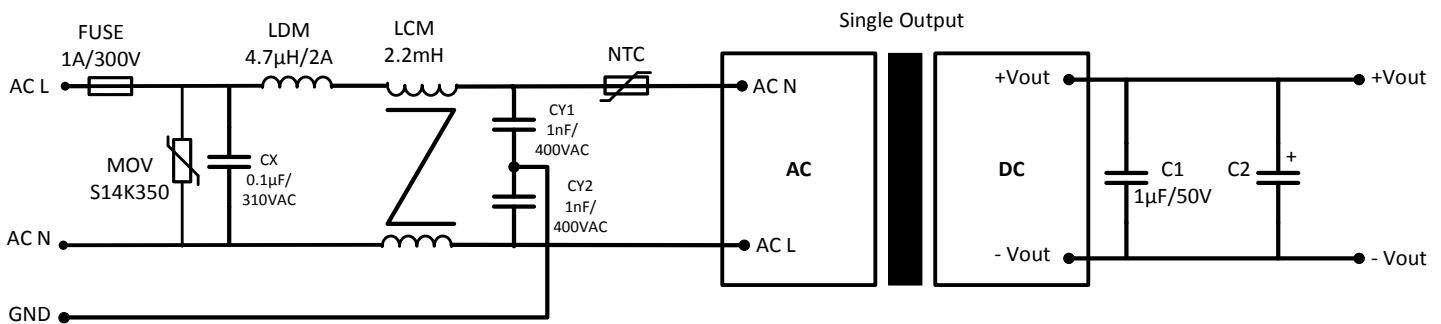 Single Output
FUSE
1A/300V
LDM
4.7µH/2A
LCM
2.2mH
NTC
AC L
AC N
+Vout
+Vout
MOV
S14K350
CX
0.1µF/
310VAC
CY1
1nF/
400VAC
CY2
1nF/
400VAC
AC
DC
C1
1µF/50V
C2
+
AC N
AC L
- Vout
- Vout
GND